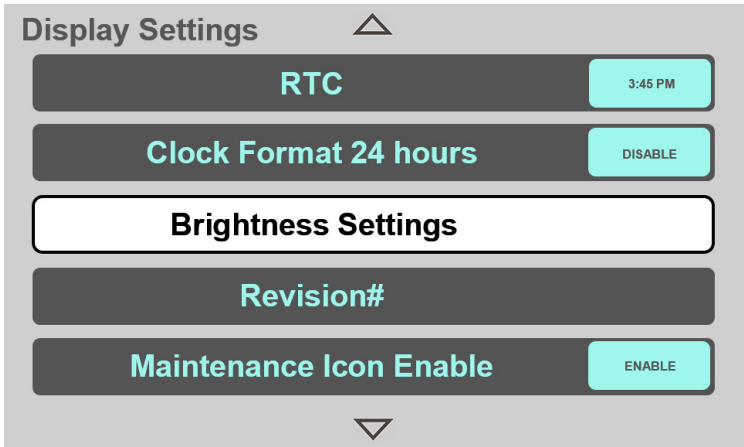 Display Settings
RTC
3:45 PM
Clock Format 24 hours
DISABLE
Brightness Settings
Revision#
Maintenance Icon Enable
ENABLE